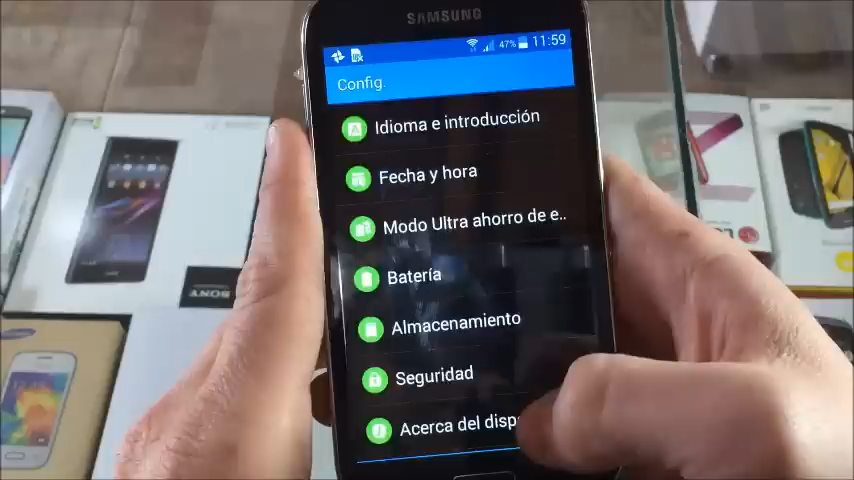 SAMSUNG
47% 11:59
Config.
Idioma e introducción
Fecha y hora
Modo Ultra ahorro de e..
Batería
Almacenamiento
Seguridad
Acerca del disp
SONY